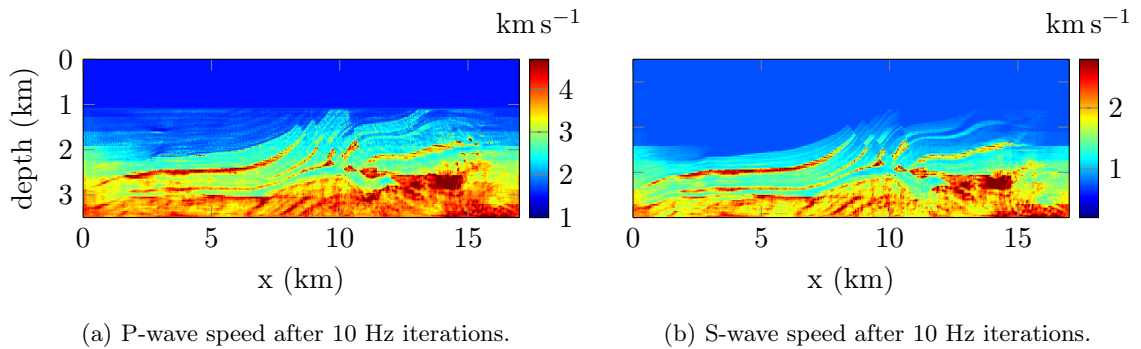 km s−1
km s−1
0
1
2
3
depth (km)
4
3
2
1
2
1
0
5
10
15
0
5
10
15
x (km)
x (km)
(a) P-wave speed after 10 Hz iterations.
(b) S-wave speed after 10 Hz iterations.